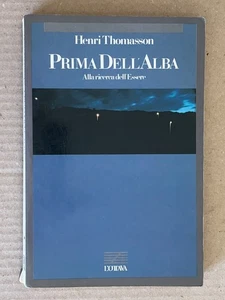 Henri Thomasson
PRIMA DELL'ALBA
Alla ricerca dell'Essere
L'OTTAVA